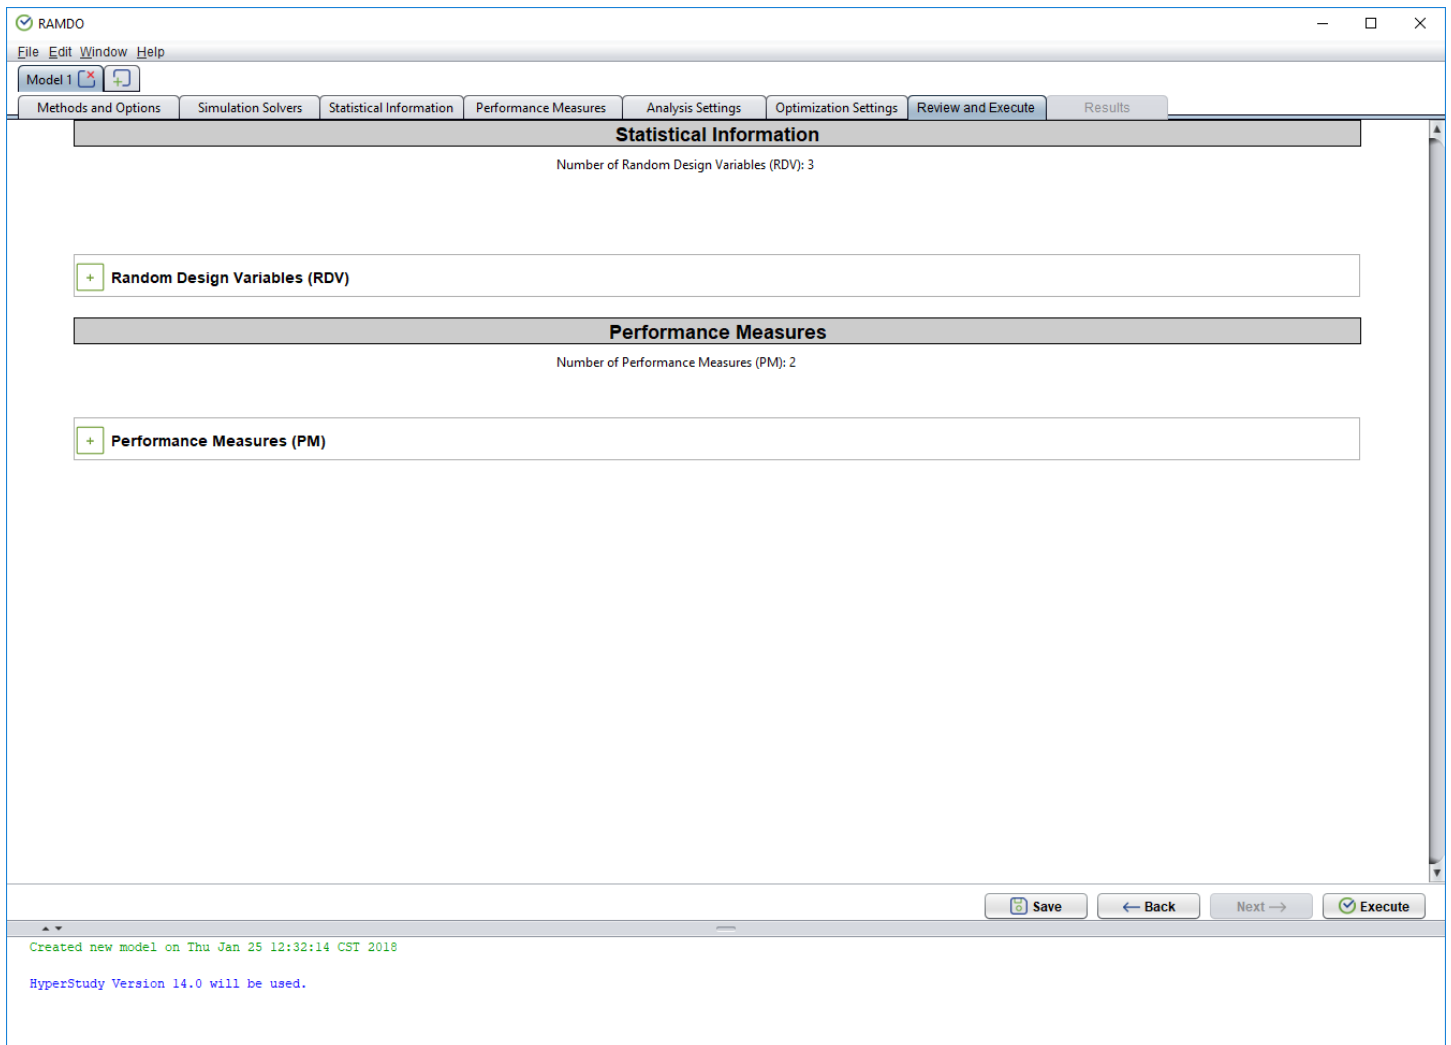 RAMDO
File Edit Window Help
Model 1
Methods and Options Simulation Solvers Statistical Information Performance Measures Analysis Settings Optimization Settings Review and Execute Results
Statistical Information
Number of Random Design Variables (RDV): 3
+ Random Design Variables (RDV)
Performance Measures
Number of Performance Measures (PM): 2
+ Performance Measures (PM)
Save ← Back Next → Execute
Created new model on Thu Jan 25 12:32:14 CST 2018
HyperStudy Version 14.0 will be used.